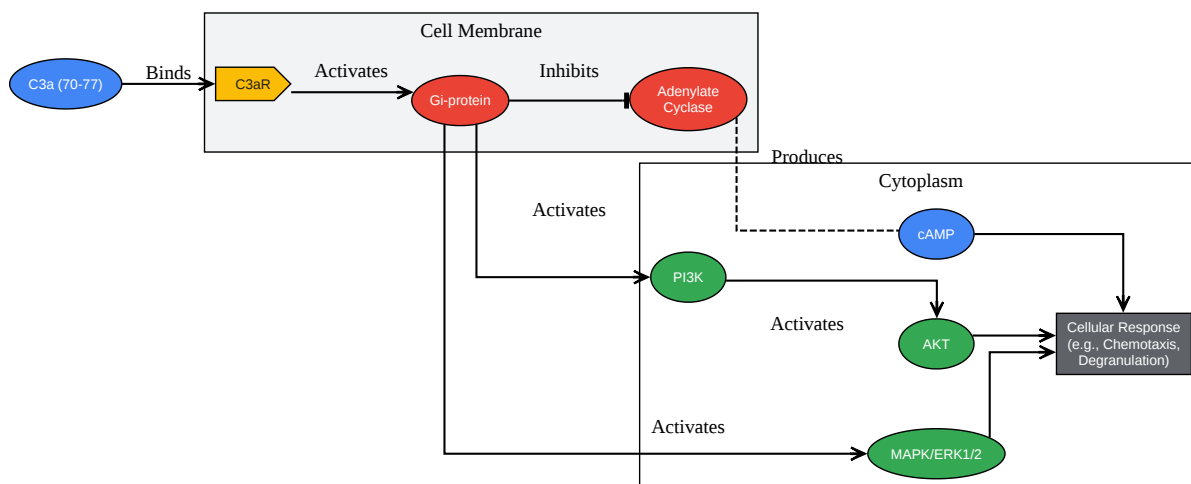 Cell Membrane
C3a (70-77)
Binds
C3aR
Activates
Gi-protein
Inhibits
Adenylate
Cyclase
Produces
Cytoplasm
Activates
cAMP
PI3K
Activates
AKT
Cellular Response
(e.g., Chemotaxis,
Degranulation)
Activates
MAPK/ERK1/2